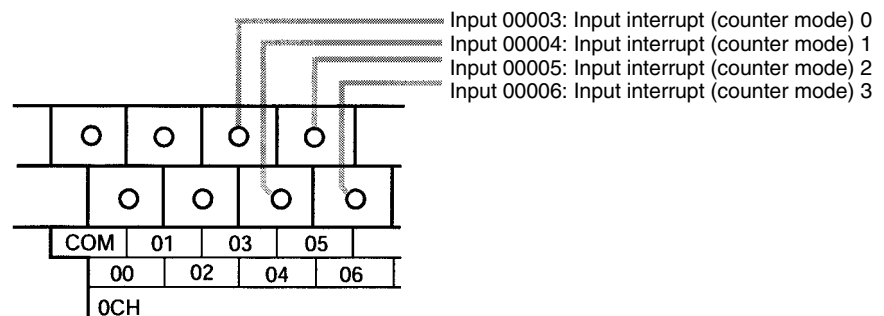 Input 00003: Input interrupt (counter mode) 0
Input 00004: Input interrupt (counter mode) 1
Input 00005: Input interrupt (counter mode) 2
Input 00006: Input interrupt (counter mode) 3
COM 01 03 05
00 02 04 06
0CH